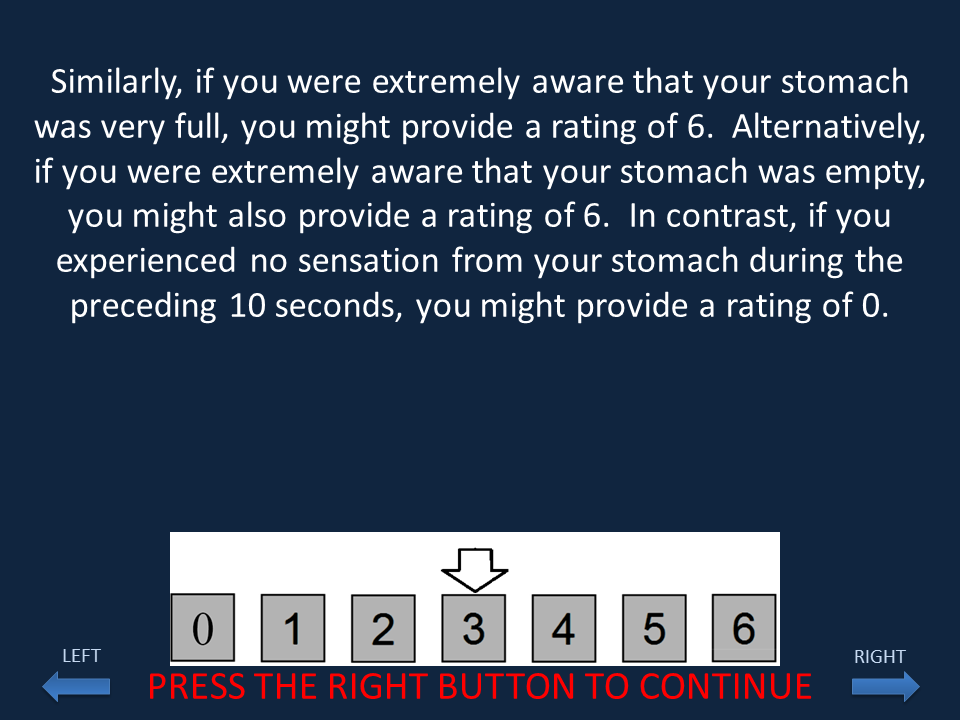 Similarly, if you were extremely aware that your stomach
was very full, you might provide a rating of 6.  Alternatively,
if you were extremely aware that your stomach was empty,
you might also provide a rating of 6.  In contrast, if you
experienced no sensation from your stomach during the
preceding 10 seconds, you might provide a rating of 0.
0 1 2 3 4 5 6
LEFT
RIGHT
PRESS THE RIGHT BUTTON TO CONTINUE